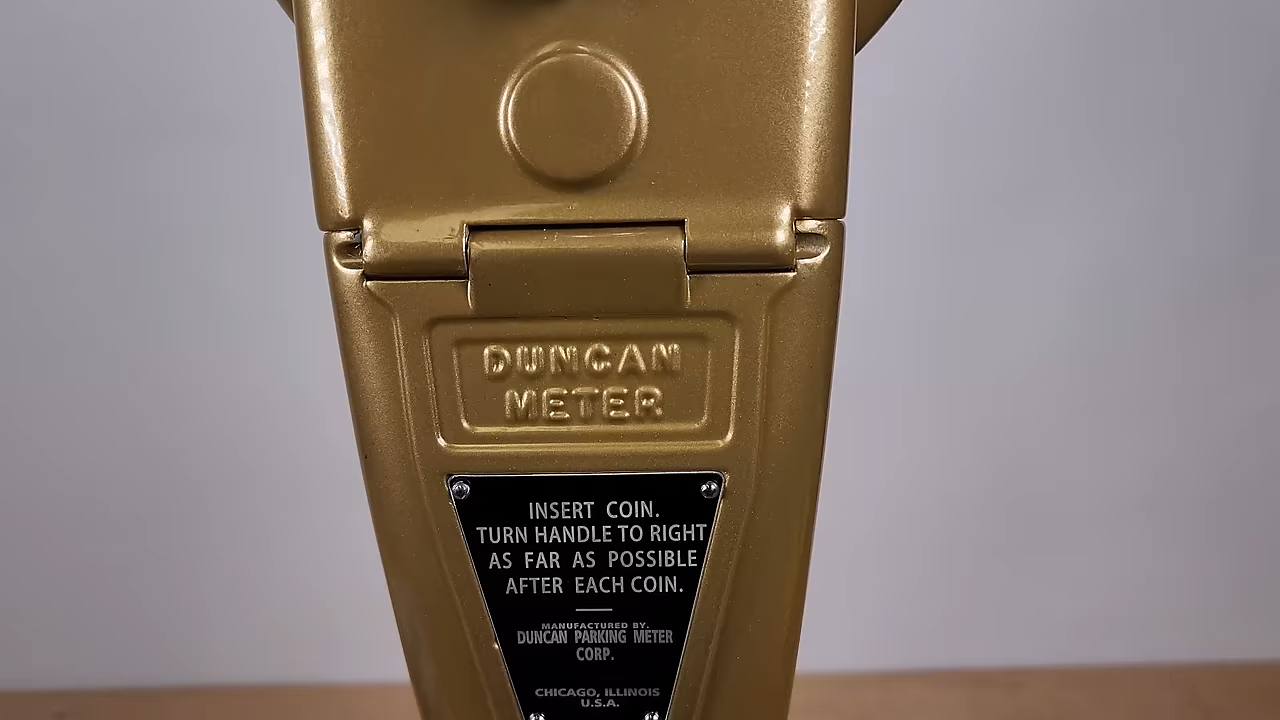 DUNCAN
METER
INSERT COIN.
TURN HANDLE TO RIGHT
AS FAR AS POSSIBLE
AFTER EACH COIN.
MANUFACTURED BY.
DUNCAN PARKING METER
CORP.
CHICAGO, ILLINOIS
U.S.A.